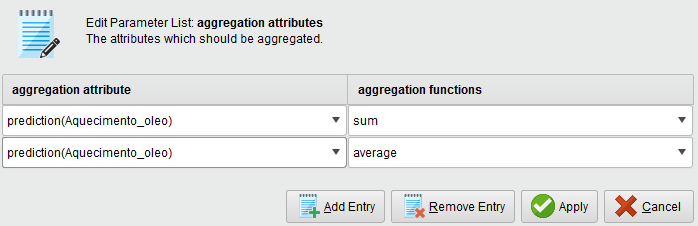 Edit Parameter List: aggregation attributes
The attributes which should be aggregated.
aggregation attribute aggregation functions
prediction(Aquecimento_oleo) sum
prediction(Aquecimento_oleo) average
Add Entry Remove Entry Apply Cancel